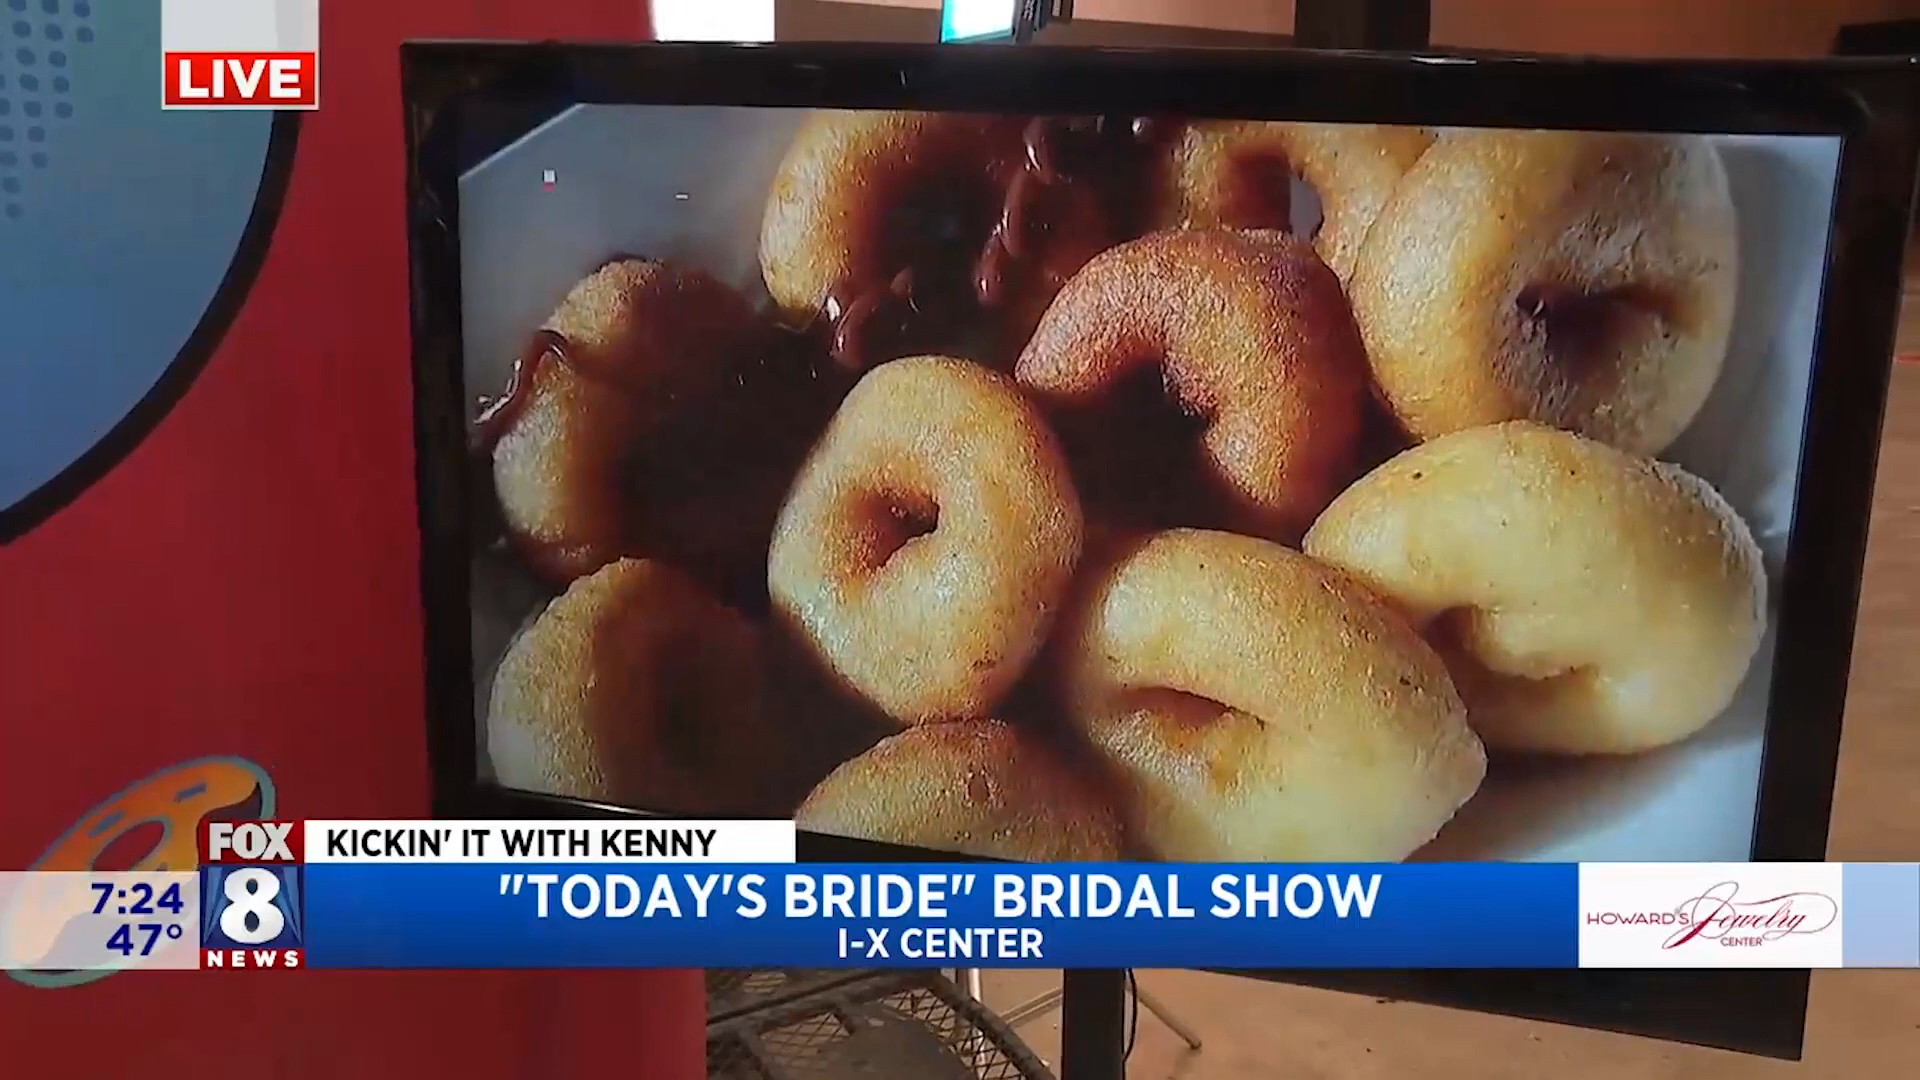 LIVE
FOX
8
NEWS
KICKIN' IT WITH KENNY
7:24
47°
"TODAY'S BRIDE" BRIDAL SHOW
I-X CENTER
HOWARD'S Jewelry
CENTER